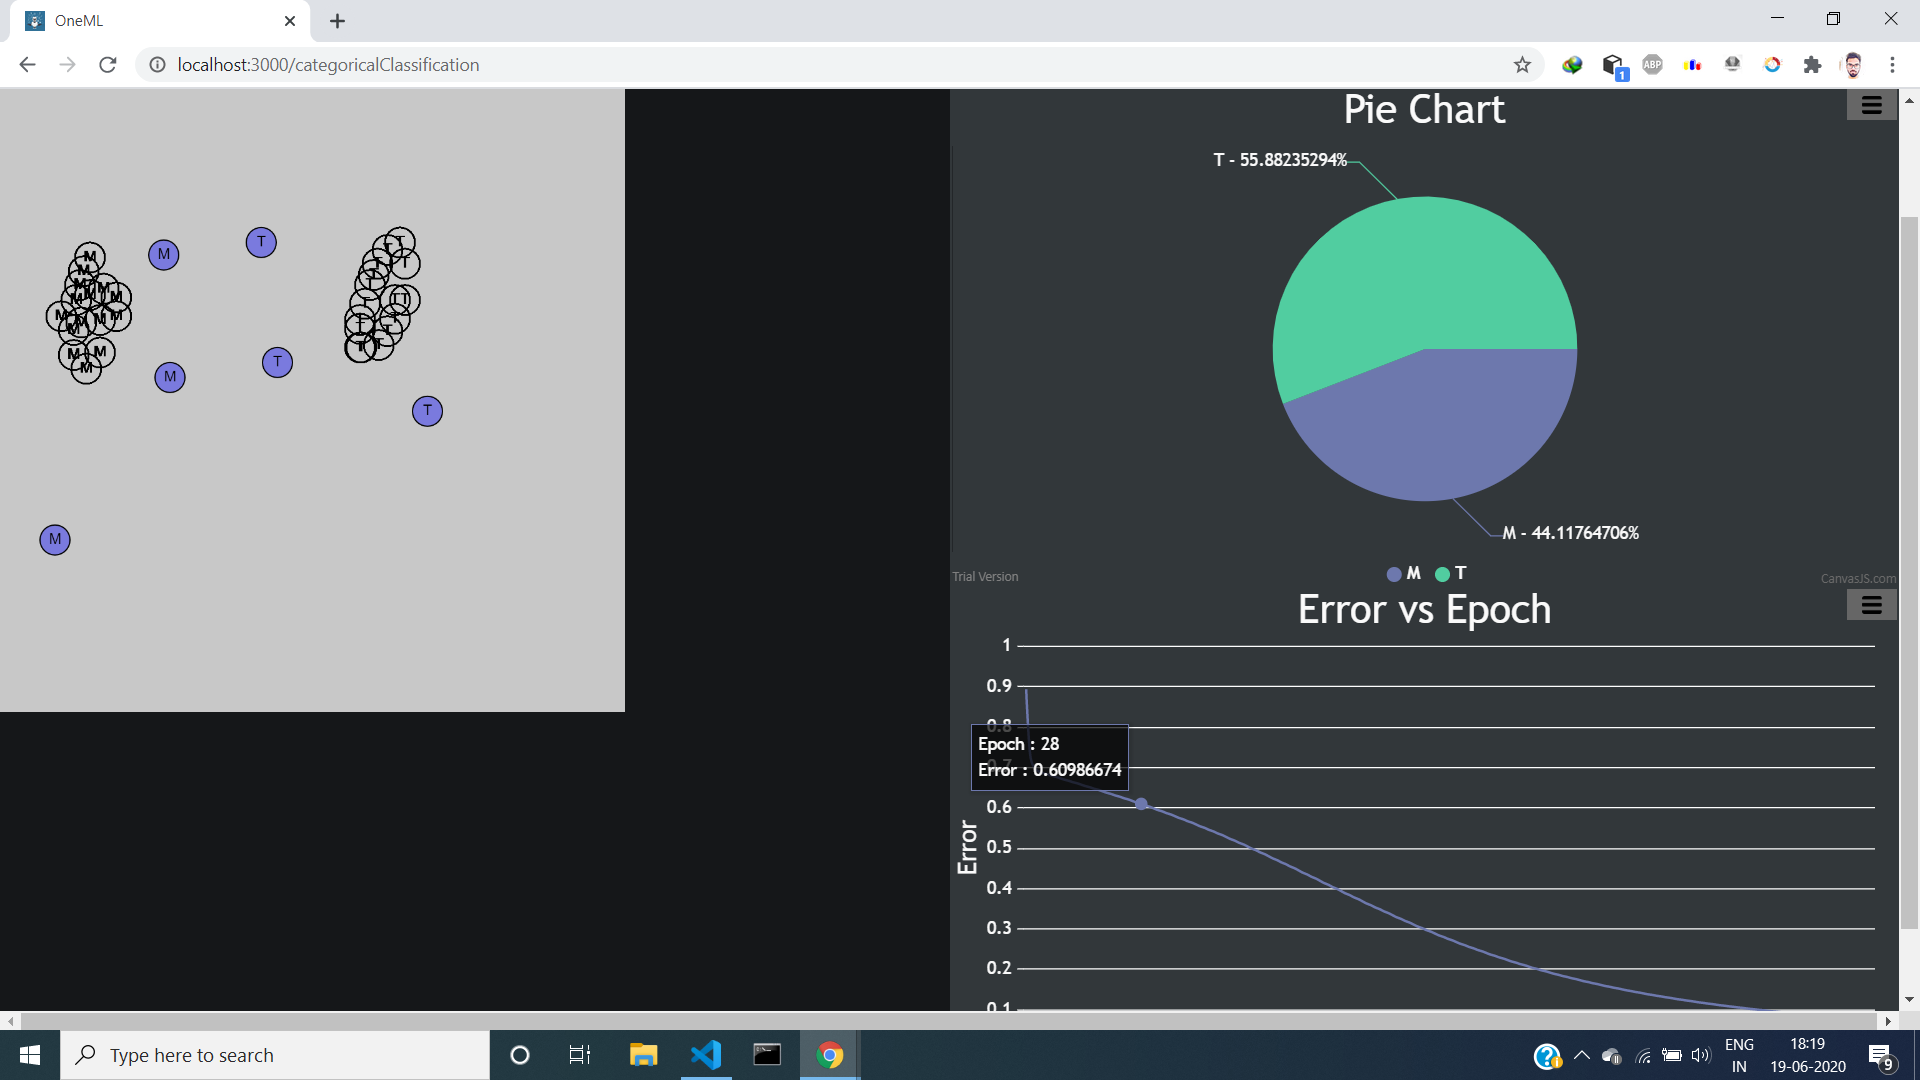 OneML
localhost:3000/categoricalClassification
ABP
1
Pie Chart
T - 55.88235294%
M - 44.11764706%
M T
Trial Version
CanvasJS.com
M T
M T
T
M
Error vs Epoch
1
0.9
0.8
Epoch : 28
Error : 0.60986674
0.6
0.5
0.4
0.3
0.2
0.1
Error
Type here to search
ENG
IN
18:19
19-06-2020
9